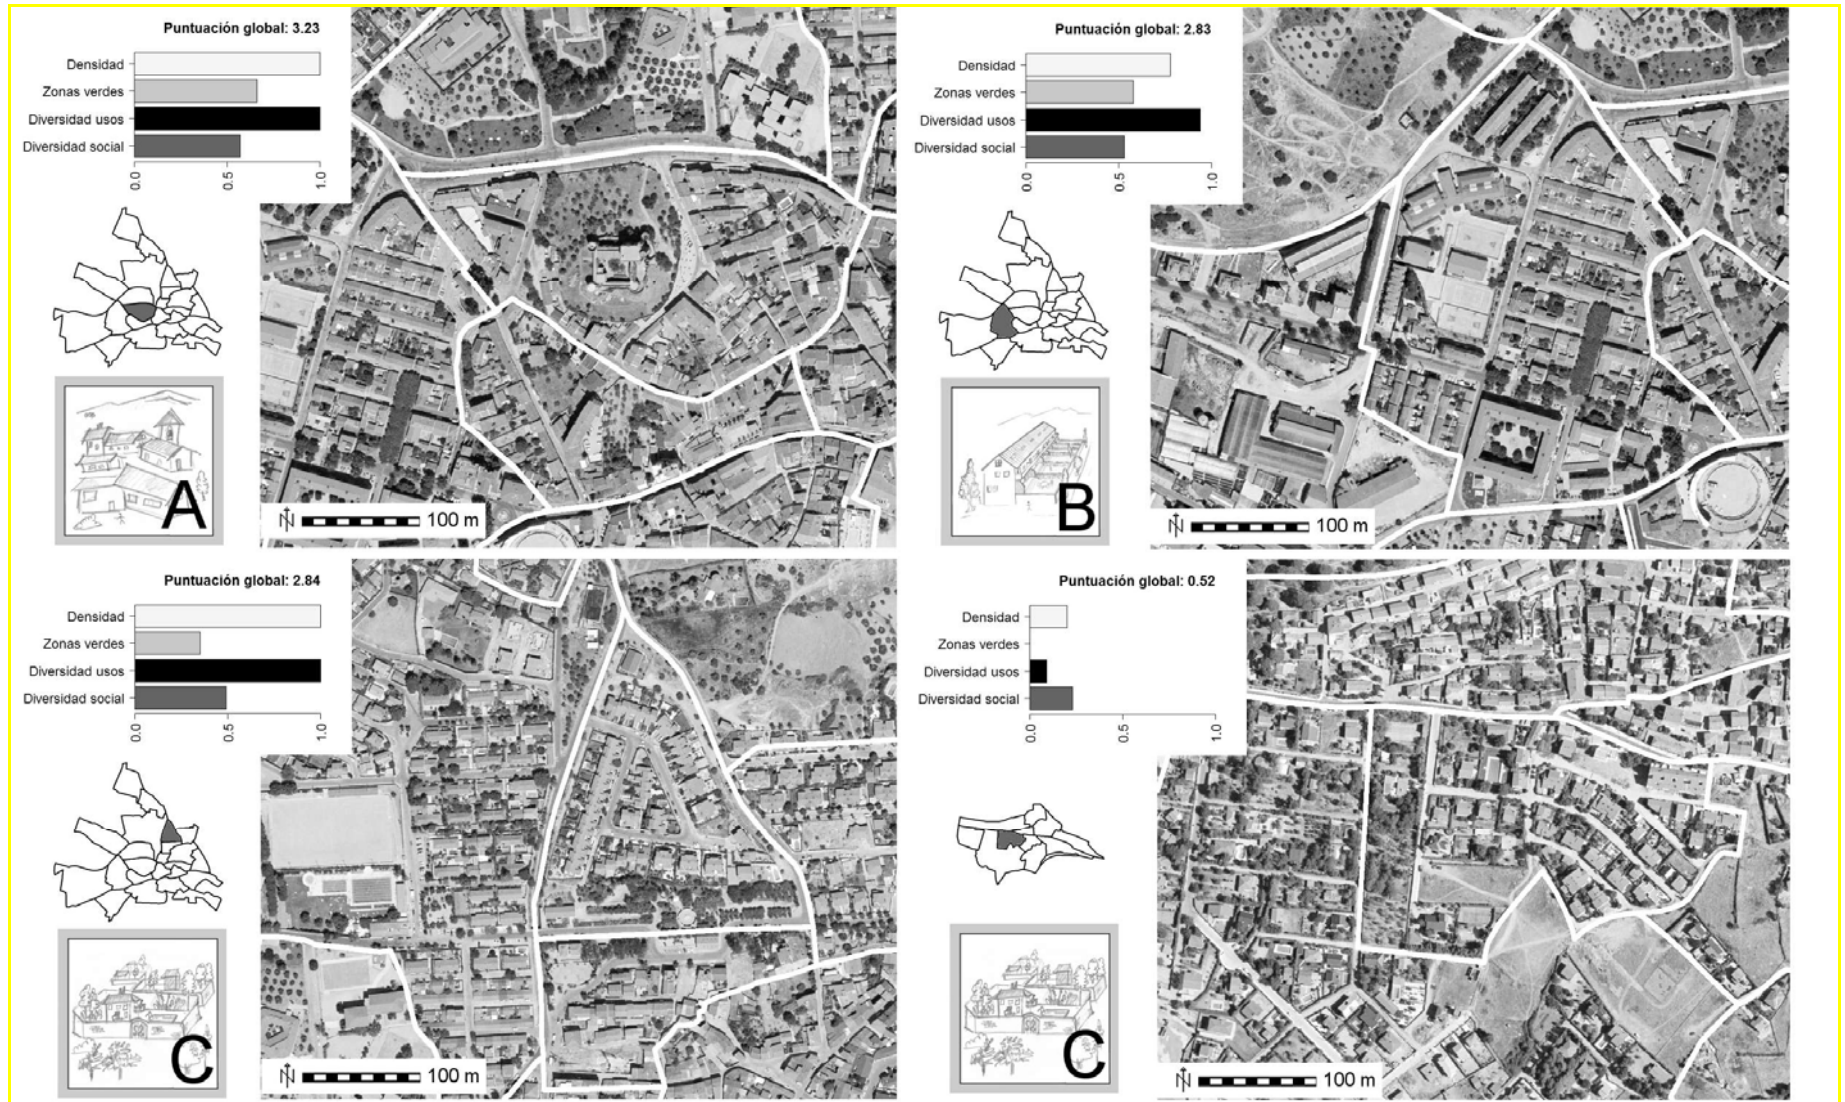 Puntuación global: 3.23
Densidad
Zonas verdes
Diversidad usos
Diversidad social
0.0
0.5
1.0
A
N
100 m
Puntuación global: 2.83
Densidad
Zonas verdes
Diversidad usos
Diversidad social
0.0
0.5
1.0
B
N
100 m
Puntuación global: 2.84
Densidad
Zonas verdes
Diversidad usos
Diversidad social
0.0
0.5
1.0
C
N
100 m
Puntuación global: 0.52
Densidad
Zonas verdes
Diversidad usos
Diversidad social
0.0
0.5
1.0
C
N
100 m